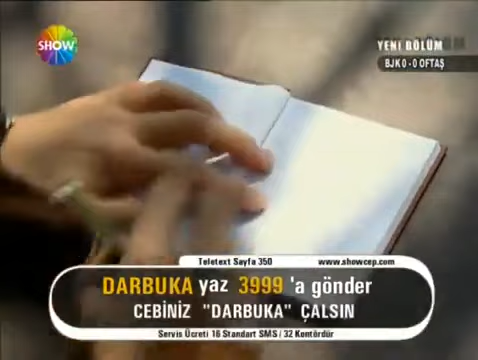 SHOW
YENİ BÖLÜM
BJK 0 - 0 OFTAŞ
Teletext Sayfa 350
www.showcep.com
DARBUKA yaz 3999 'a gönder
CEBİNİZ "DARBUKA" ÇALSIN
Servis Ücreti 16 Standart SMS / 32 Kontördür